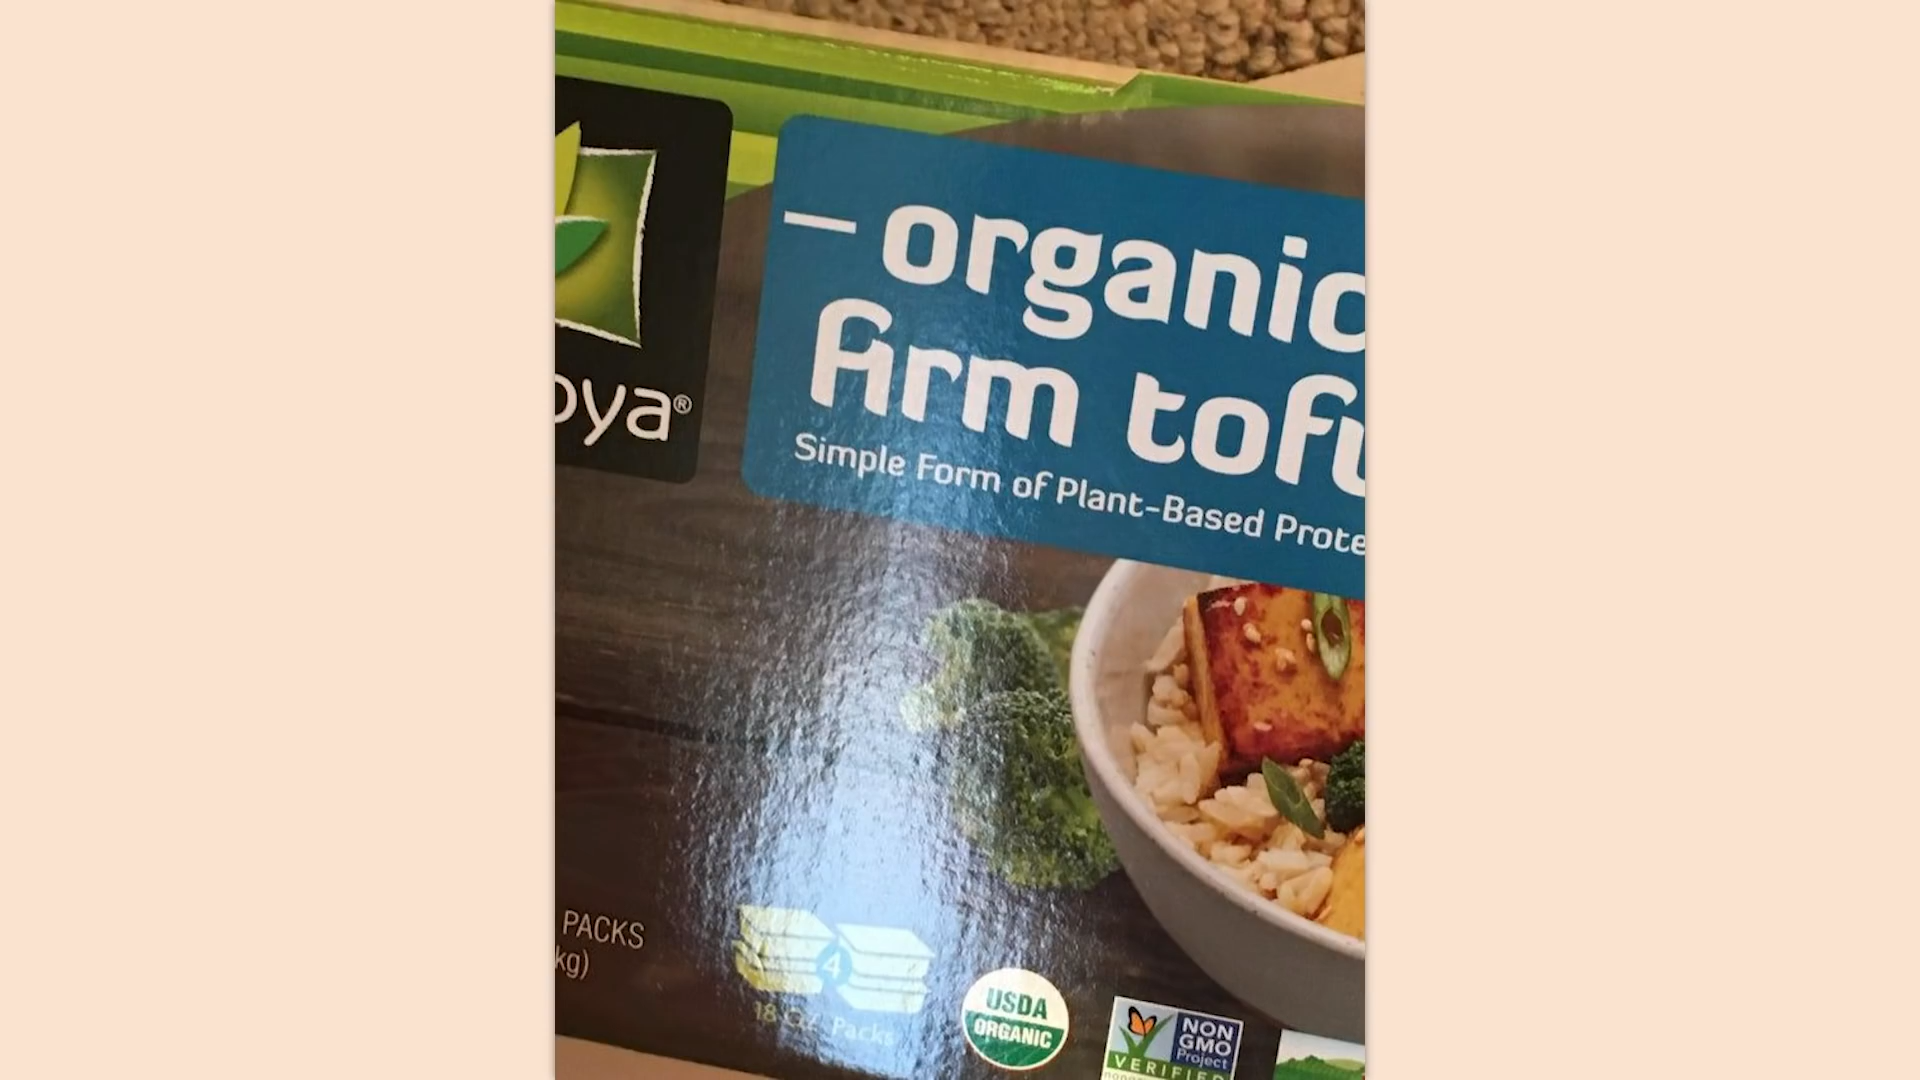 oya®
organic
firm tofu
Simple Form of Plant-Based Prote
PACKS
kg)
4
18 Oz. Packs
USDA
ORGANIC
NON
GMO
Project
VERIFIED